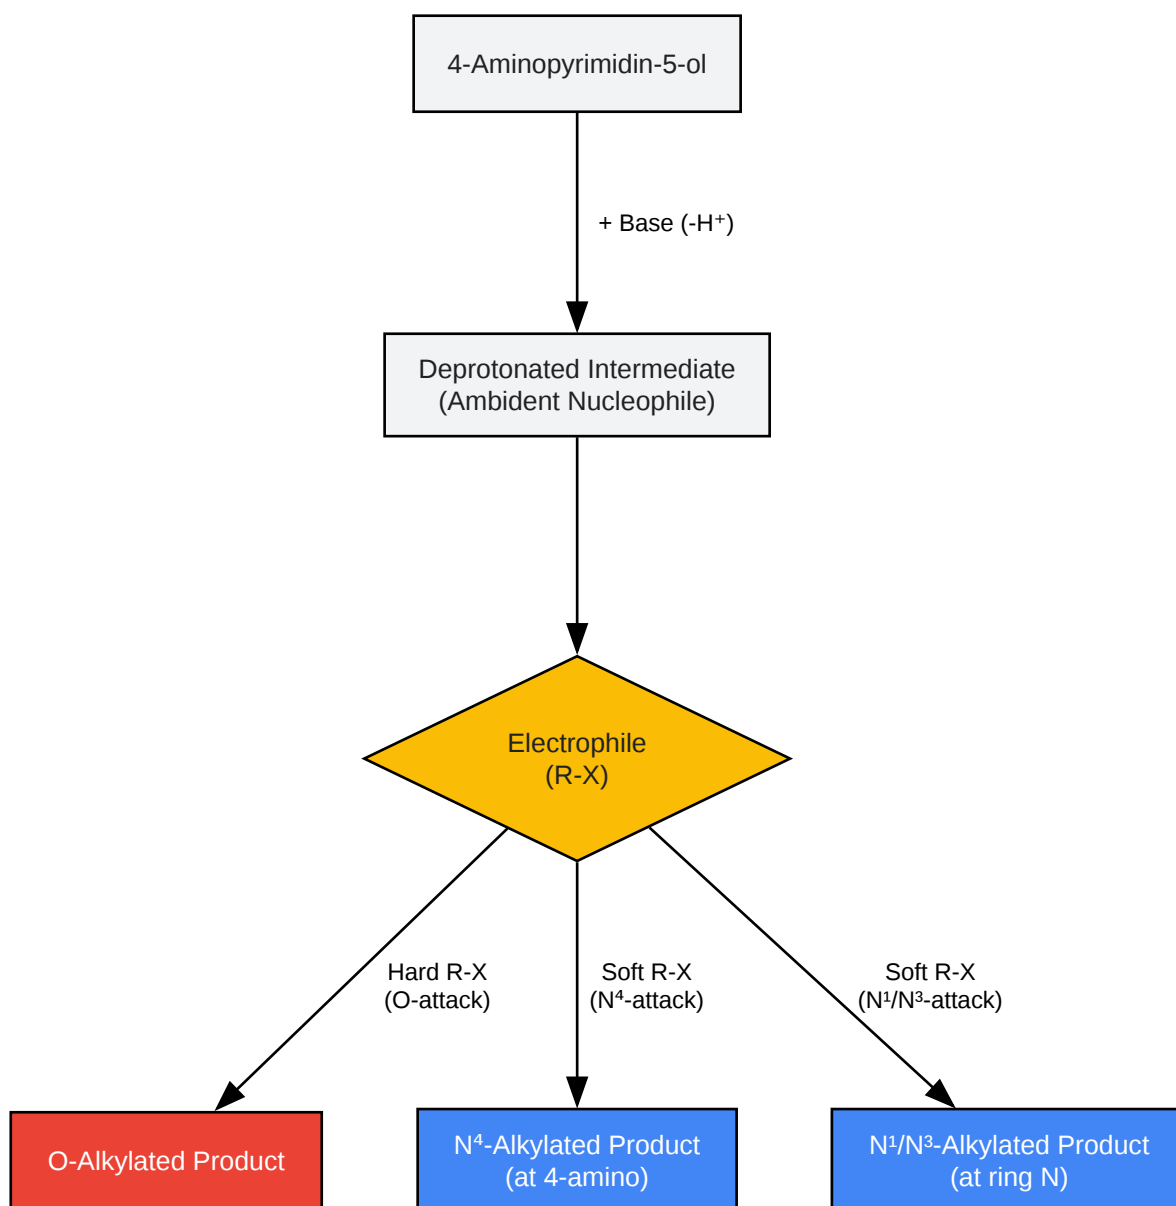 4-Aminopyrimidin-5-ol
+ Base (-H⁺)
Deprotonated Intermediate
(Ambident Nucleophile)
Electrophile
(R-X)
Hard R-X
(O-attack)
Soft R-X
(N⁴-attack)
Soft R-X
(N¹/N³-attack)
O-Alkylated Product
N⁴-Alkylated Product
(at 4-amino)
N¹/N³-Alkylated Product
(at ring N)